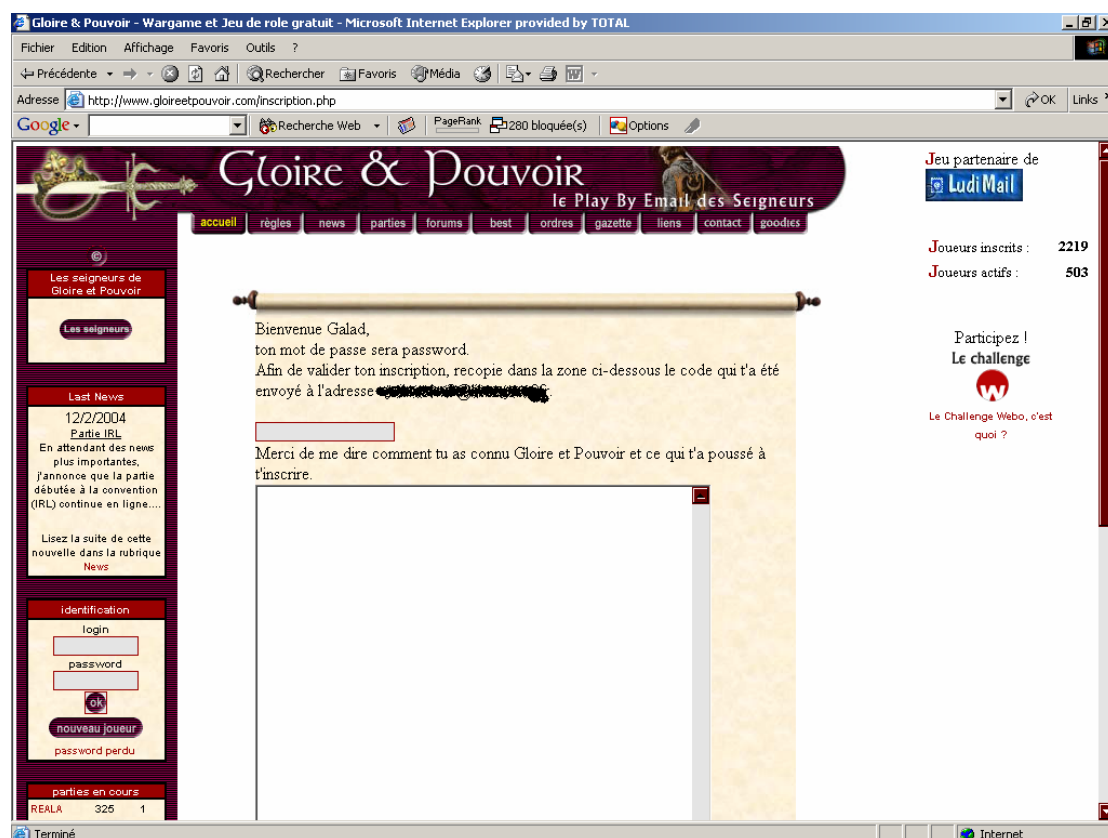 Gloire & Pouvoir - Wargame et Jeu de role gratuit - Microsoft Internet Explorer provided by TOTAL
Fichier Edition Affichage Favoris Outils ?
Précédente Rechercher Favoris Média
Adresse http://www.gloireetpouvoir.com/inscription.php OK Links
Google Recherche Web PageRank 280 bloquée(s) Options
Gloire & Pouvoir
le Play By Email des Seigneurs
accueil règles news parties forums best ordres gazette liens contact goodies
Jeu partenaire de
Ludi Mail
Joueurs inscrits : 2219
Joueurs actifs : 503
Participez !
Le challenge
w
Le Challenge Webo, c'est
quoi ?
©
Les seigneurs de
Gloire et Pouvoir
Les seigneurs
Last News
12/2/2004
Partie IRL
En attendant des news
plus importantes,
j'annonce que la partie
débutée à la convention
(IRL) continue en ligne....
Lisez la suite de cette
nouvelle dans la rubrique
News
identification
login
password
ok
nouveau joueur
password perdu
parties en cours
REALA 325 1
Bienvenue Galad,
ton mot de passe sera password.
Afin de valider ton inscription, recopie dans la zone ci-dessous le code qui t'a été
envoyé à l'adresse
Merci de me dire comment tu as connu Gloire et Pouvoir et ce qui t'a poussé à
t'inscrire.
Terminé Internet